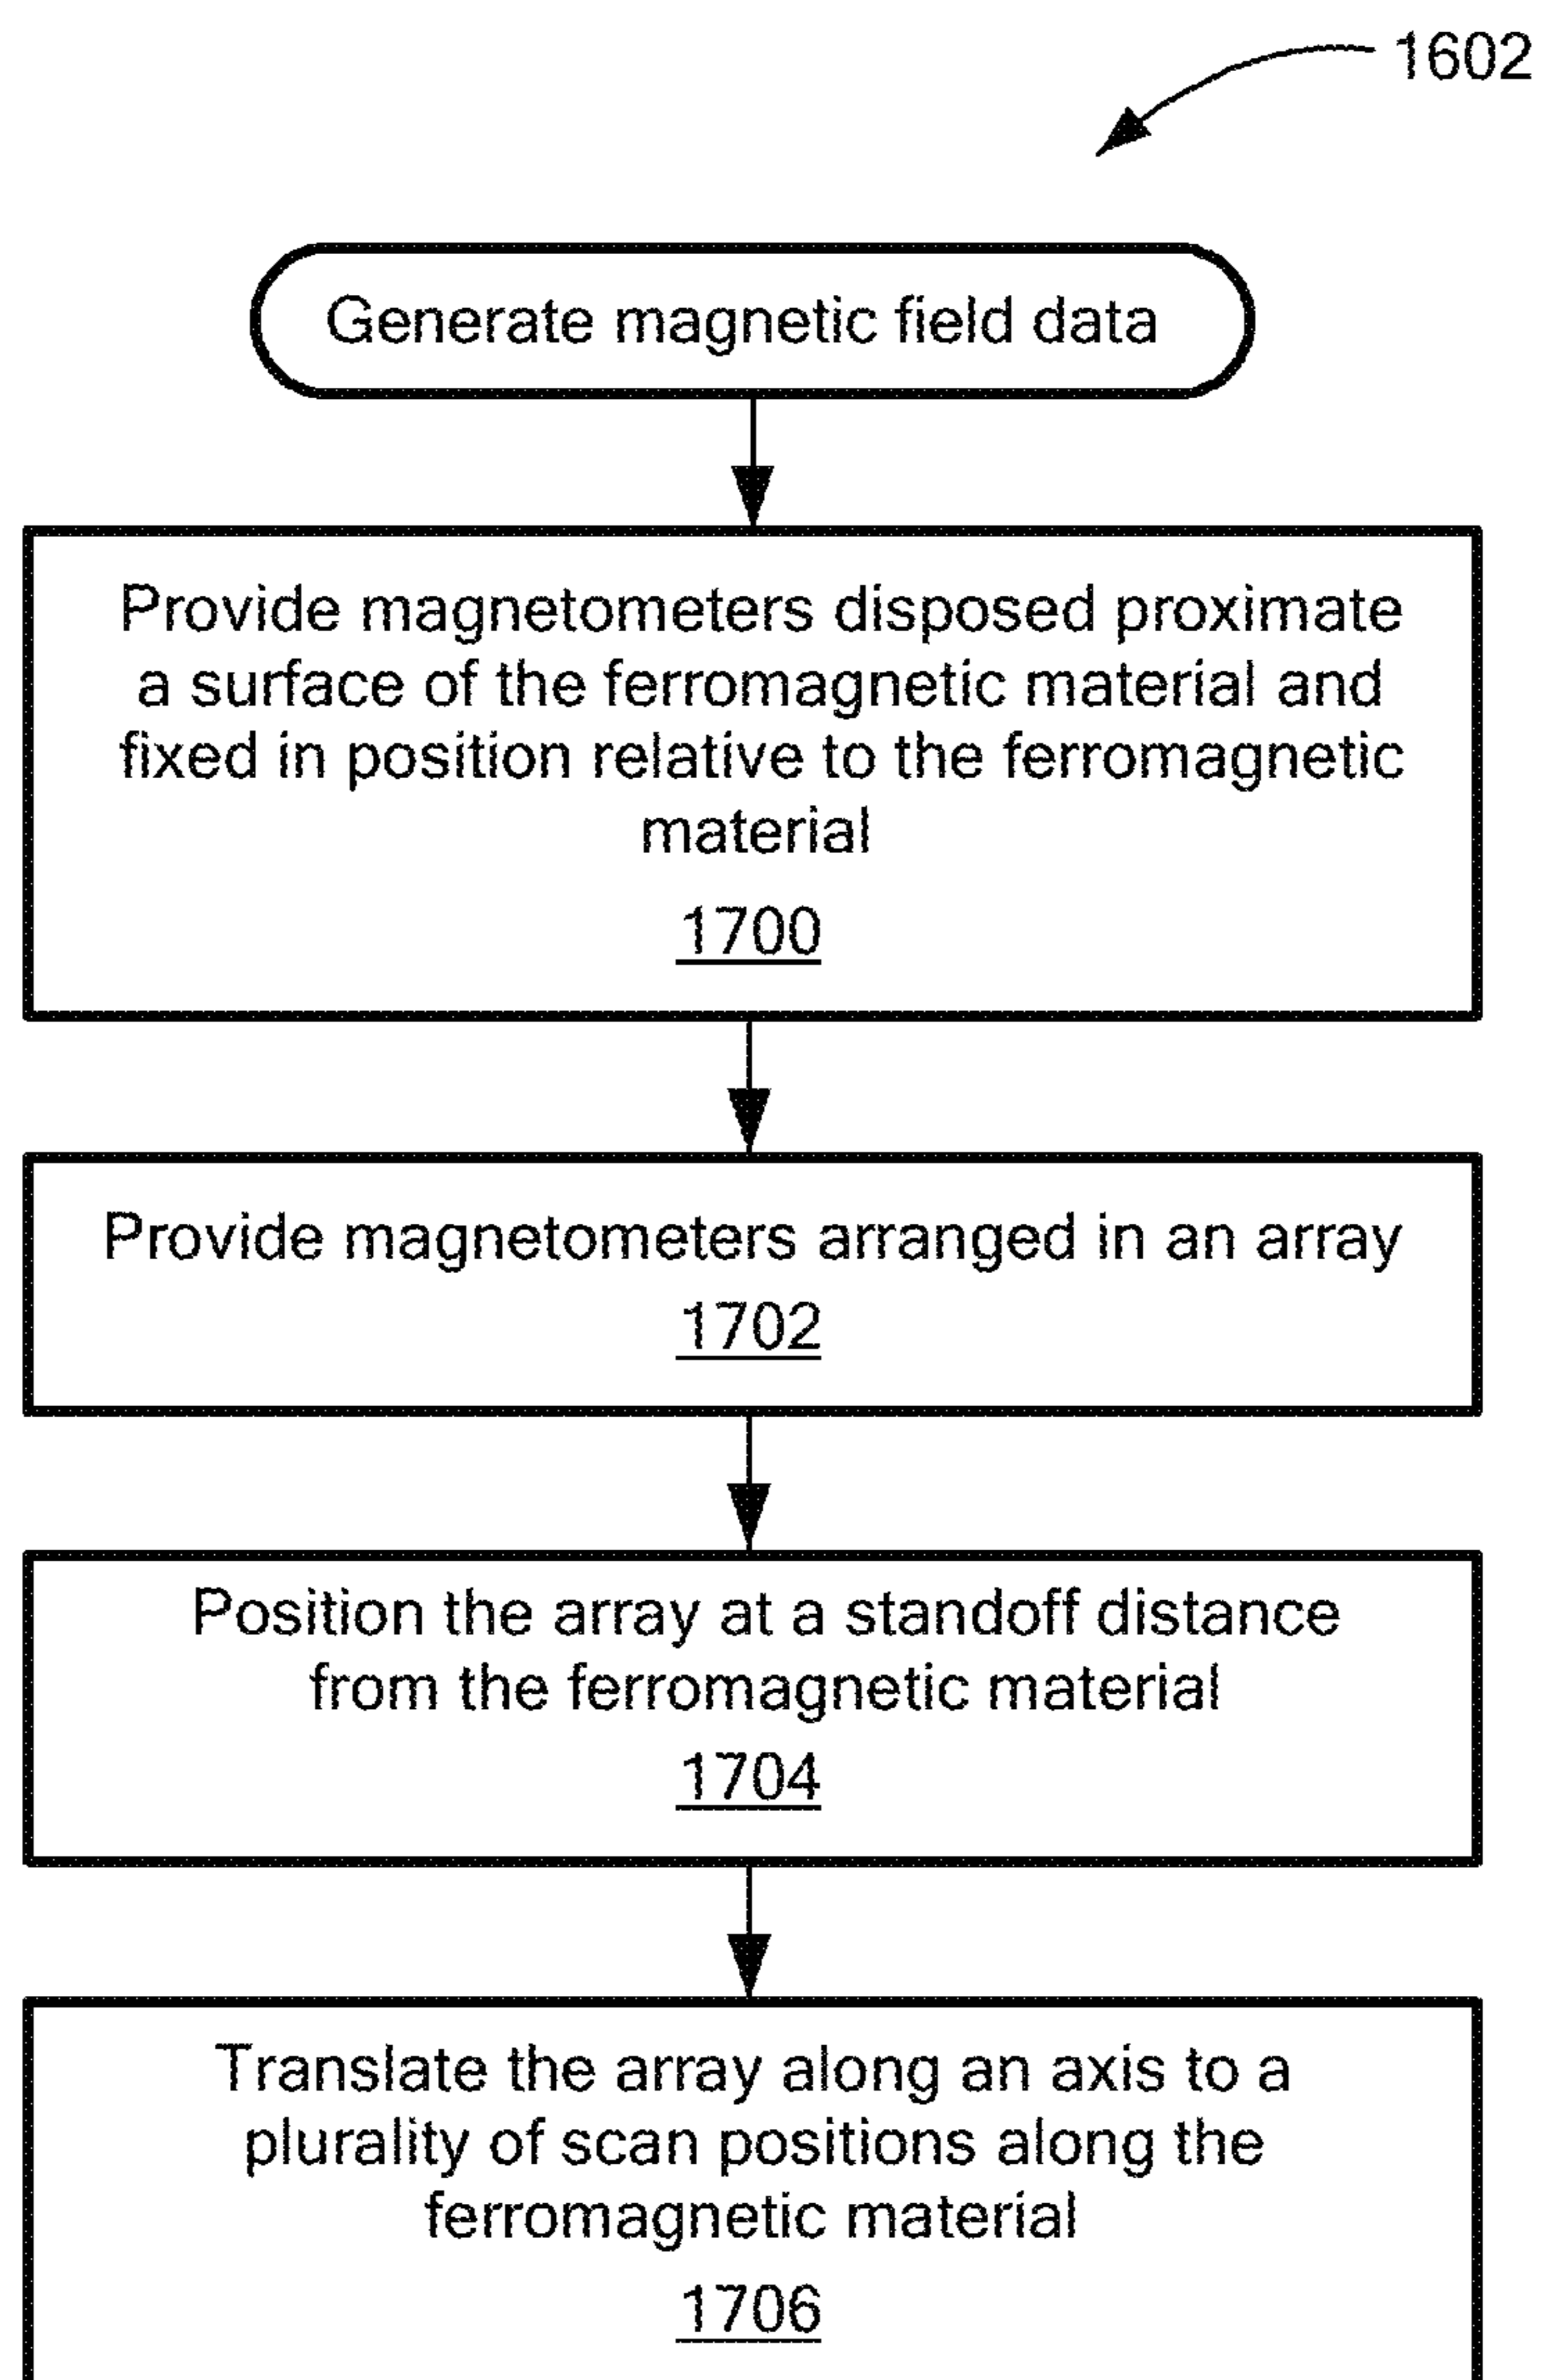 1602
Generate magnetic field data
Provide magnetometers disposed proximate
a surface of the ferromagnetic material and
fixed in position relative to the ferromagnetic
material
1700
Provide magnetometers arranged in an array
1702
Position the array at a standoff distance
from the ferromagnetic material
1704
Translate the array along an axis to a
plurality of scan positions along the
ferromagnetic material
1706